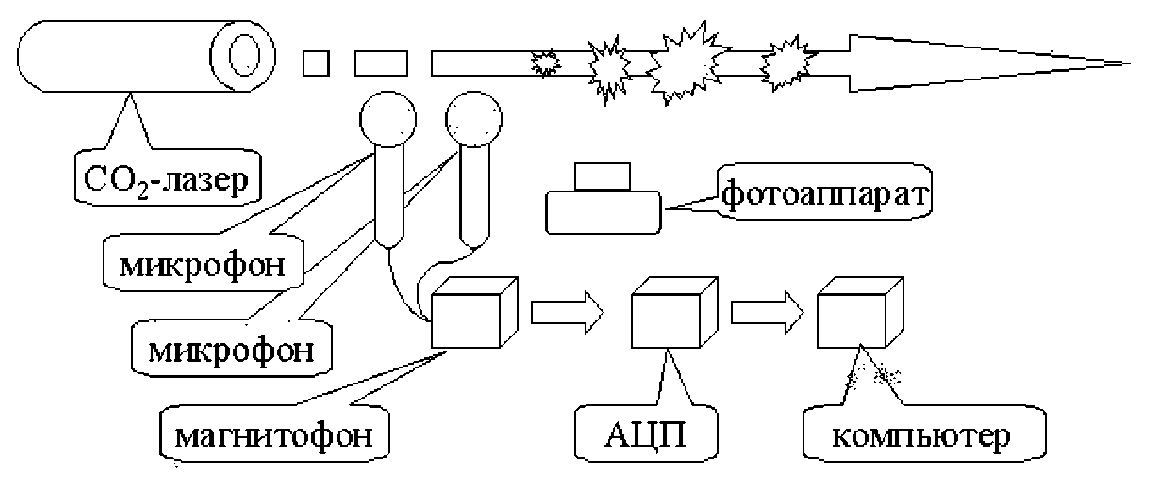 CO₂-лазер
фотоаппарат
микрофон
микрофон
магнитофон
АЦП
компьютер